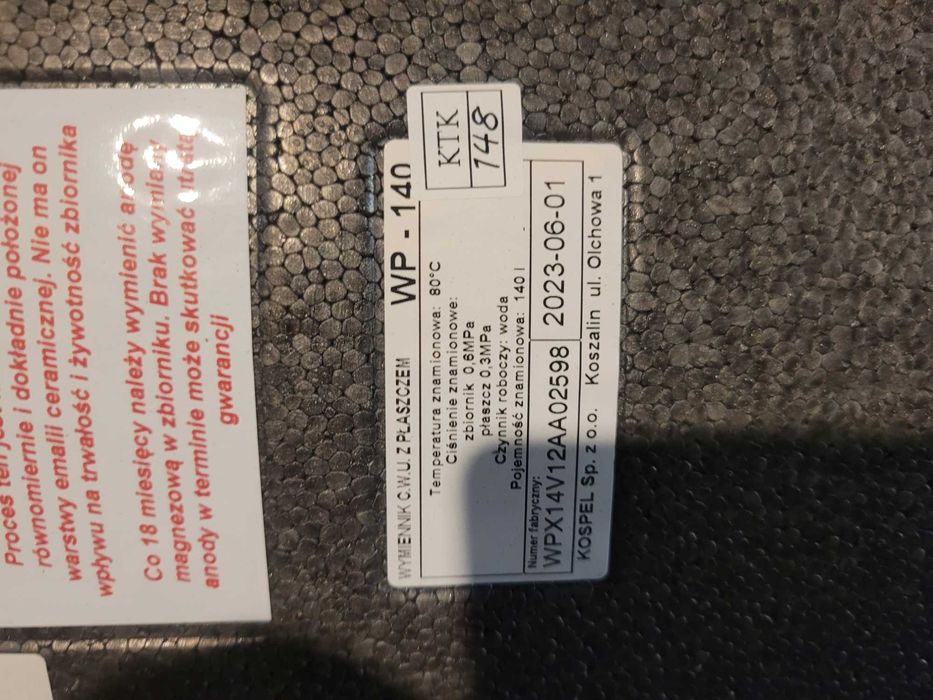 Proces ten
równomiernie i dokładnie położonej
warstwy emalii ceramicznej. Nie ma on
wpływu na trwałość i żywotność zbiornika
Co 18 miesięcy należy wymienić anodę
magnezową w zbiorniku. Brak wymiany
anody w terminie może skutkować utratą
gwarancji
WYMIENNIK C.W.U. Z PŁASZCZEM WP - 140
KTK
148
Temperatura znamionowa: 80°C
Ciśnienie znamionowe:
zbiornik 0,6MPa
płaszcz 0,3MPa
Czynnik roboczy: woda
Pojemność znamionowa: 140 l
Numer fabryczny:
WPX14V12AA02598 2023-06-01
KOSPEL Sp. z o.o. Koszalin ul. Olchowa 1